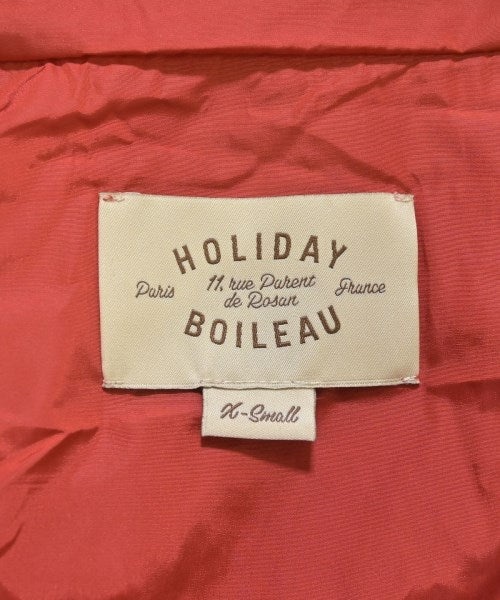 HOLIDAY
Paris 11, rue Parent France
de Rosan
BOILEAU
X-Small